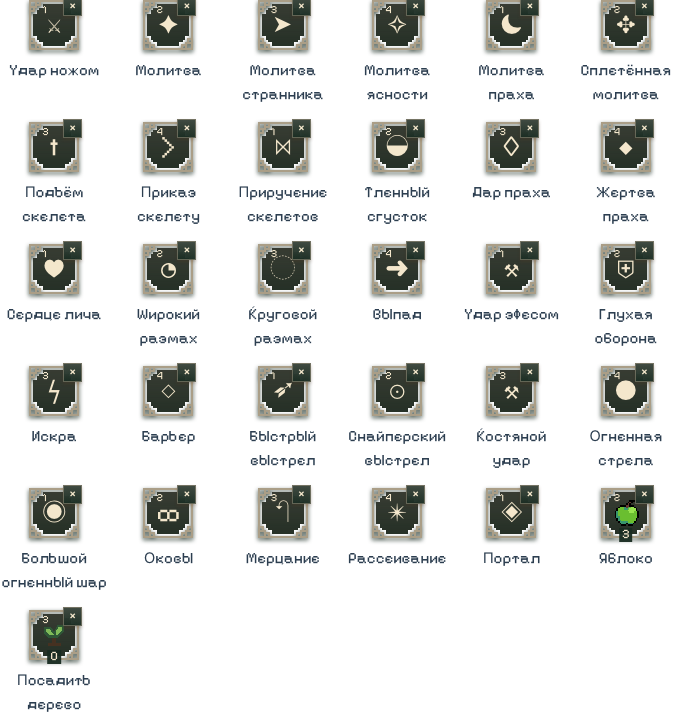 Удар ножом
Молитва
Молитва странника
Молитва ясности
Молитва праха
Сплетённая молитва
Подъём скелета
Приказ скелету
Приручение скелетов
Тленный сгусток
Дар праха
Жертва праха
Сердце лича
Широкий размах
Круговой размах
Выпад
Удар эфесом
Глухая оборона
Искра
Барьер
Быстрый выстрел
Снайперский выстрел
Костяной удар
Огненная стрела
Большой огненный шар
Оковы
Мерцание
Рассеивание
Портал
3
Яблоко
0
Посадить дерево